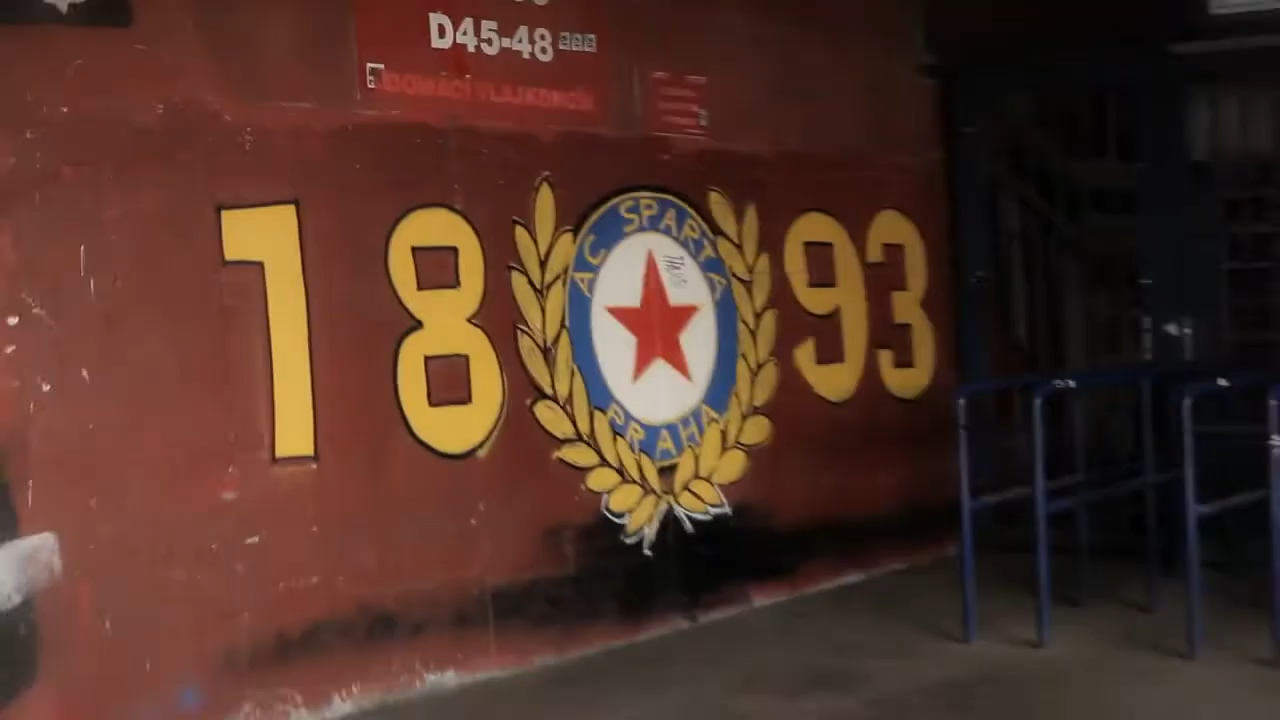 D45-48
DOMÁCÍ VLAJKONOŠI
18 93
AC SPARTA
PRAHA